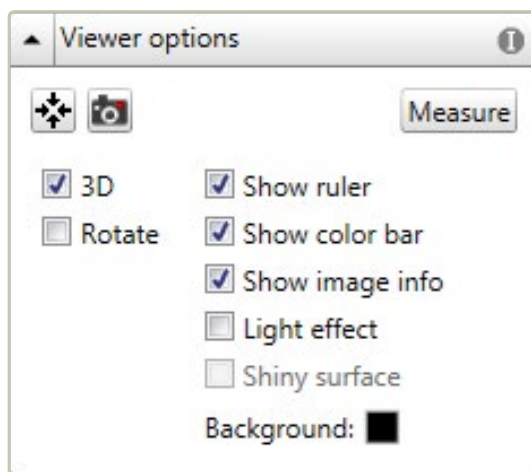 Viewer options
Measure
3D
Show ruler
Rotate
Show color bar
Show image info
Light effect
Shiny surface
Background: